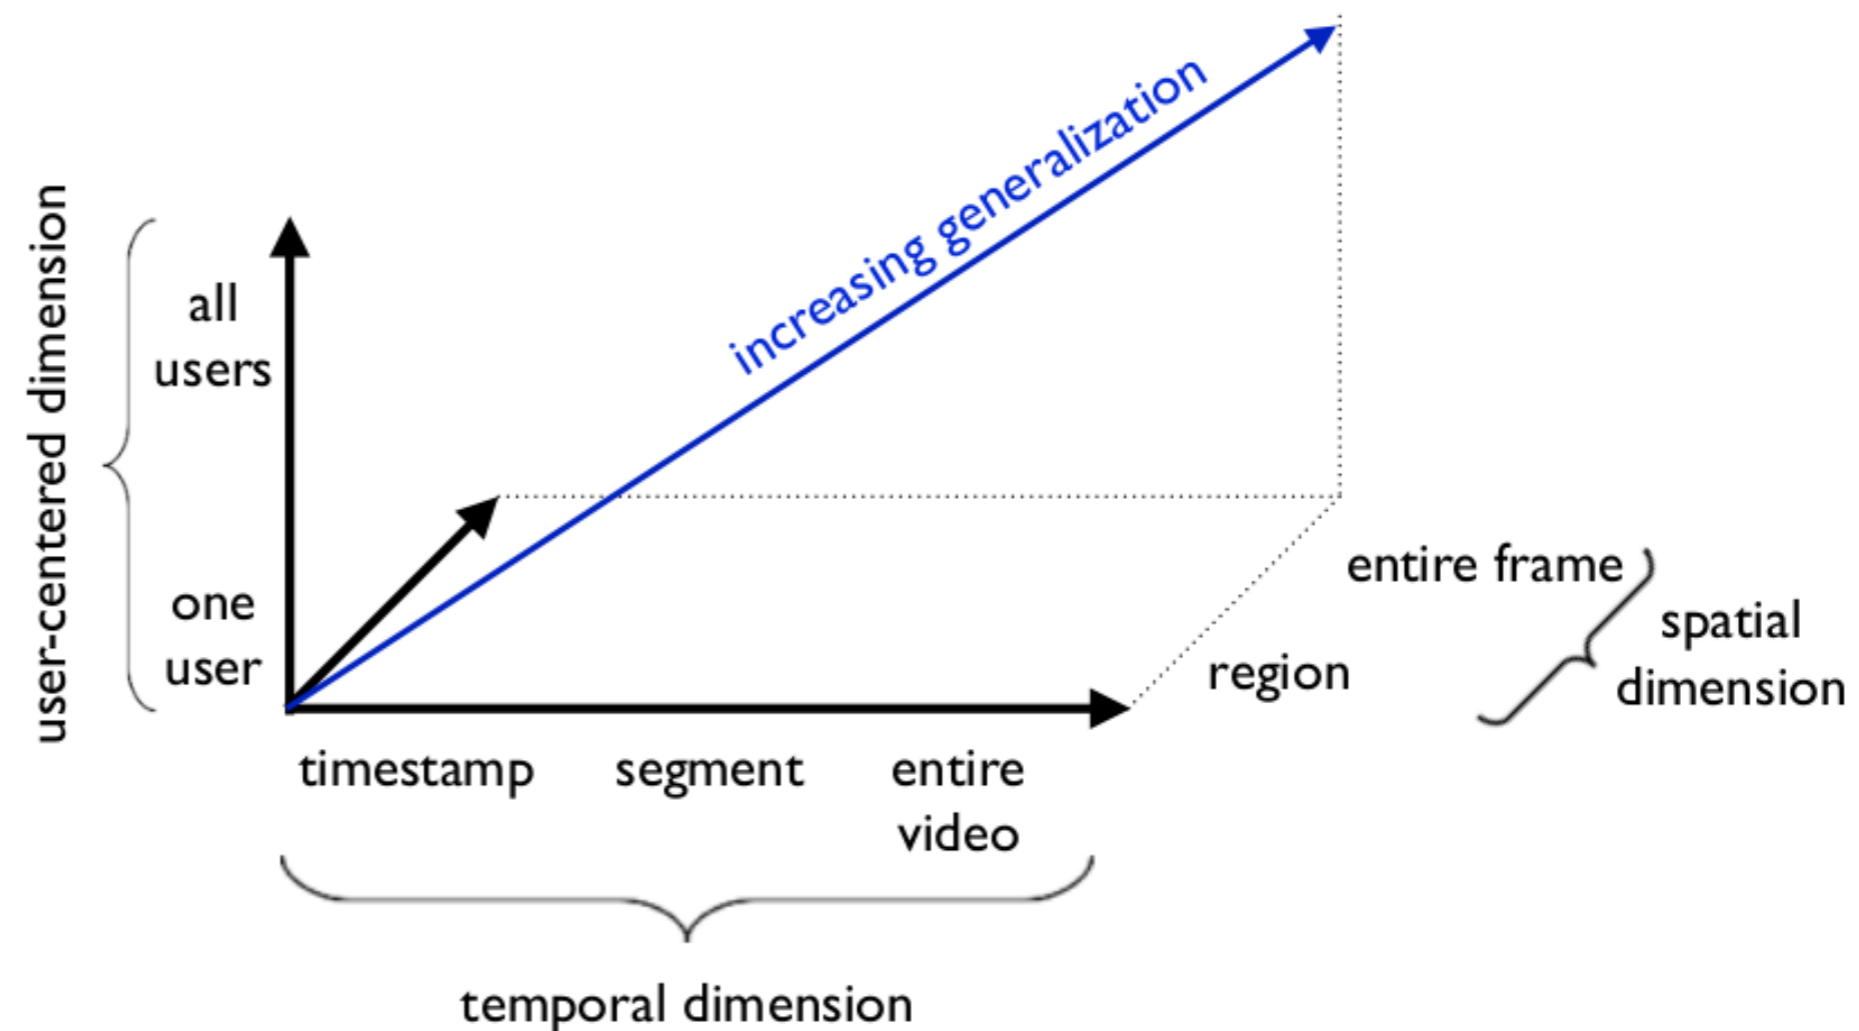 increasing generalization
user-centered dimension
all
users
one
user
entire frame
region
spatial
dimension
timestamp
segment
entire
video
temporal dimension